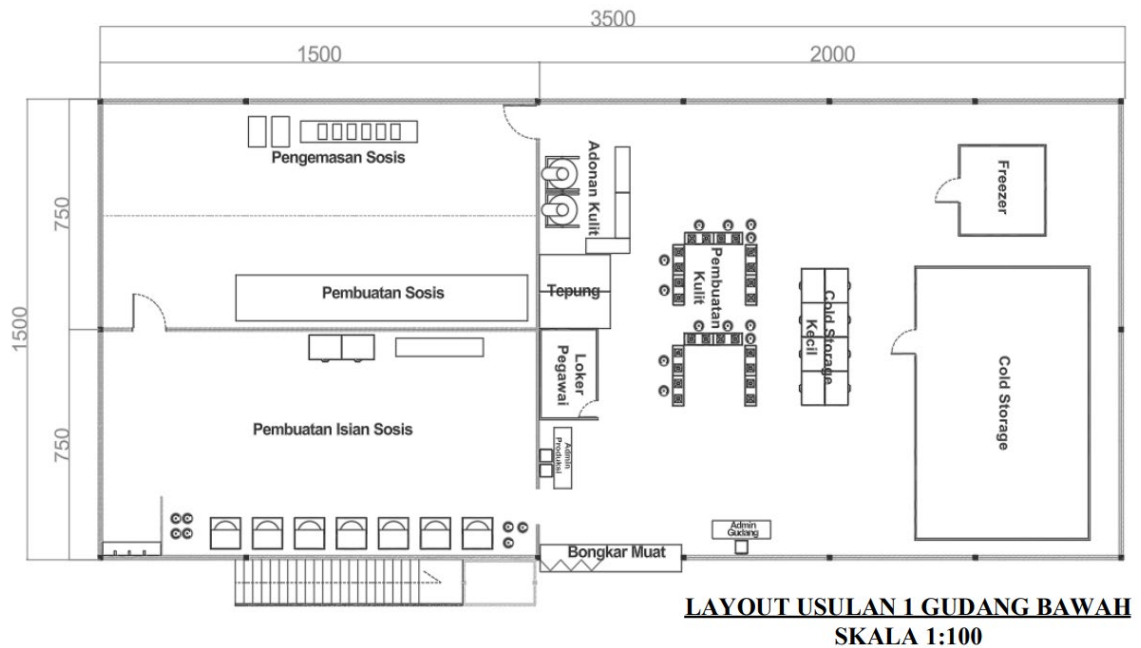 3500
1500
2000
Pengemasan Sosis
Adonan Kulit
Freezer
750
Pembuatan
Kulit
Pembuatan Sosis
Tepung
Cold Storage
Kecil
1500
Loker
Pegawai
Cold Storage
Pembuatan Isian Sosis
750
Admin
Produksi
Admin
Gudang
Bongkar Muat
LAYOUT USULAN 1 GUDANG BAWAH
SKALA 1:100